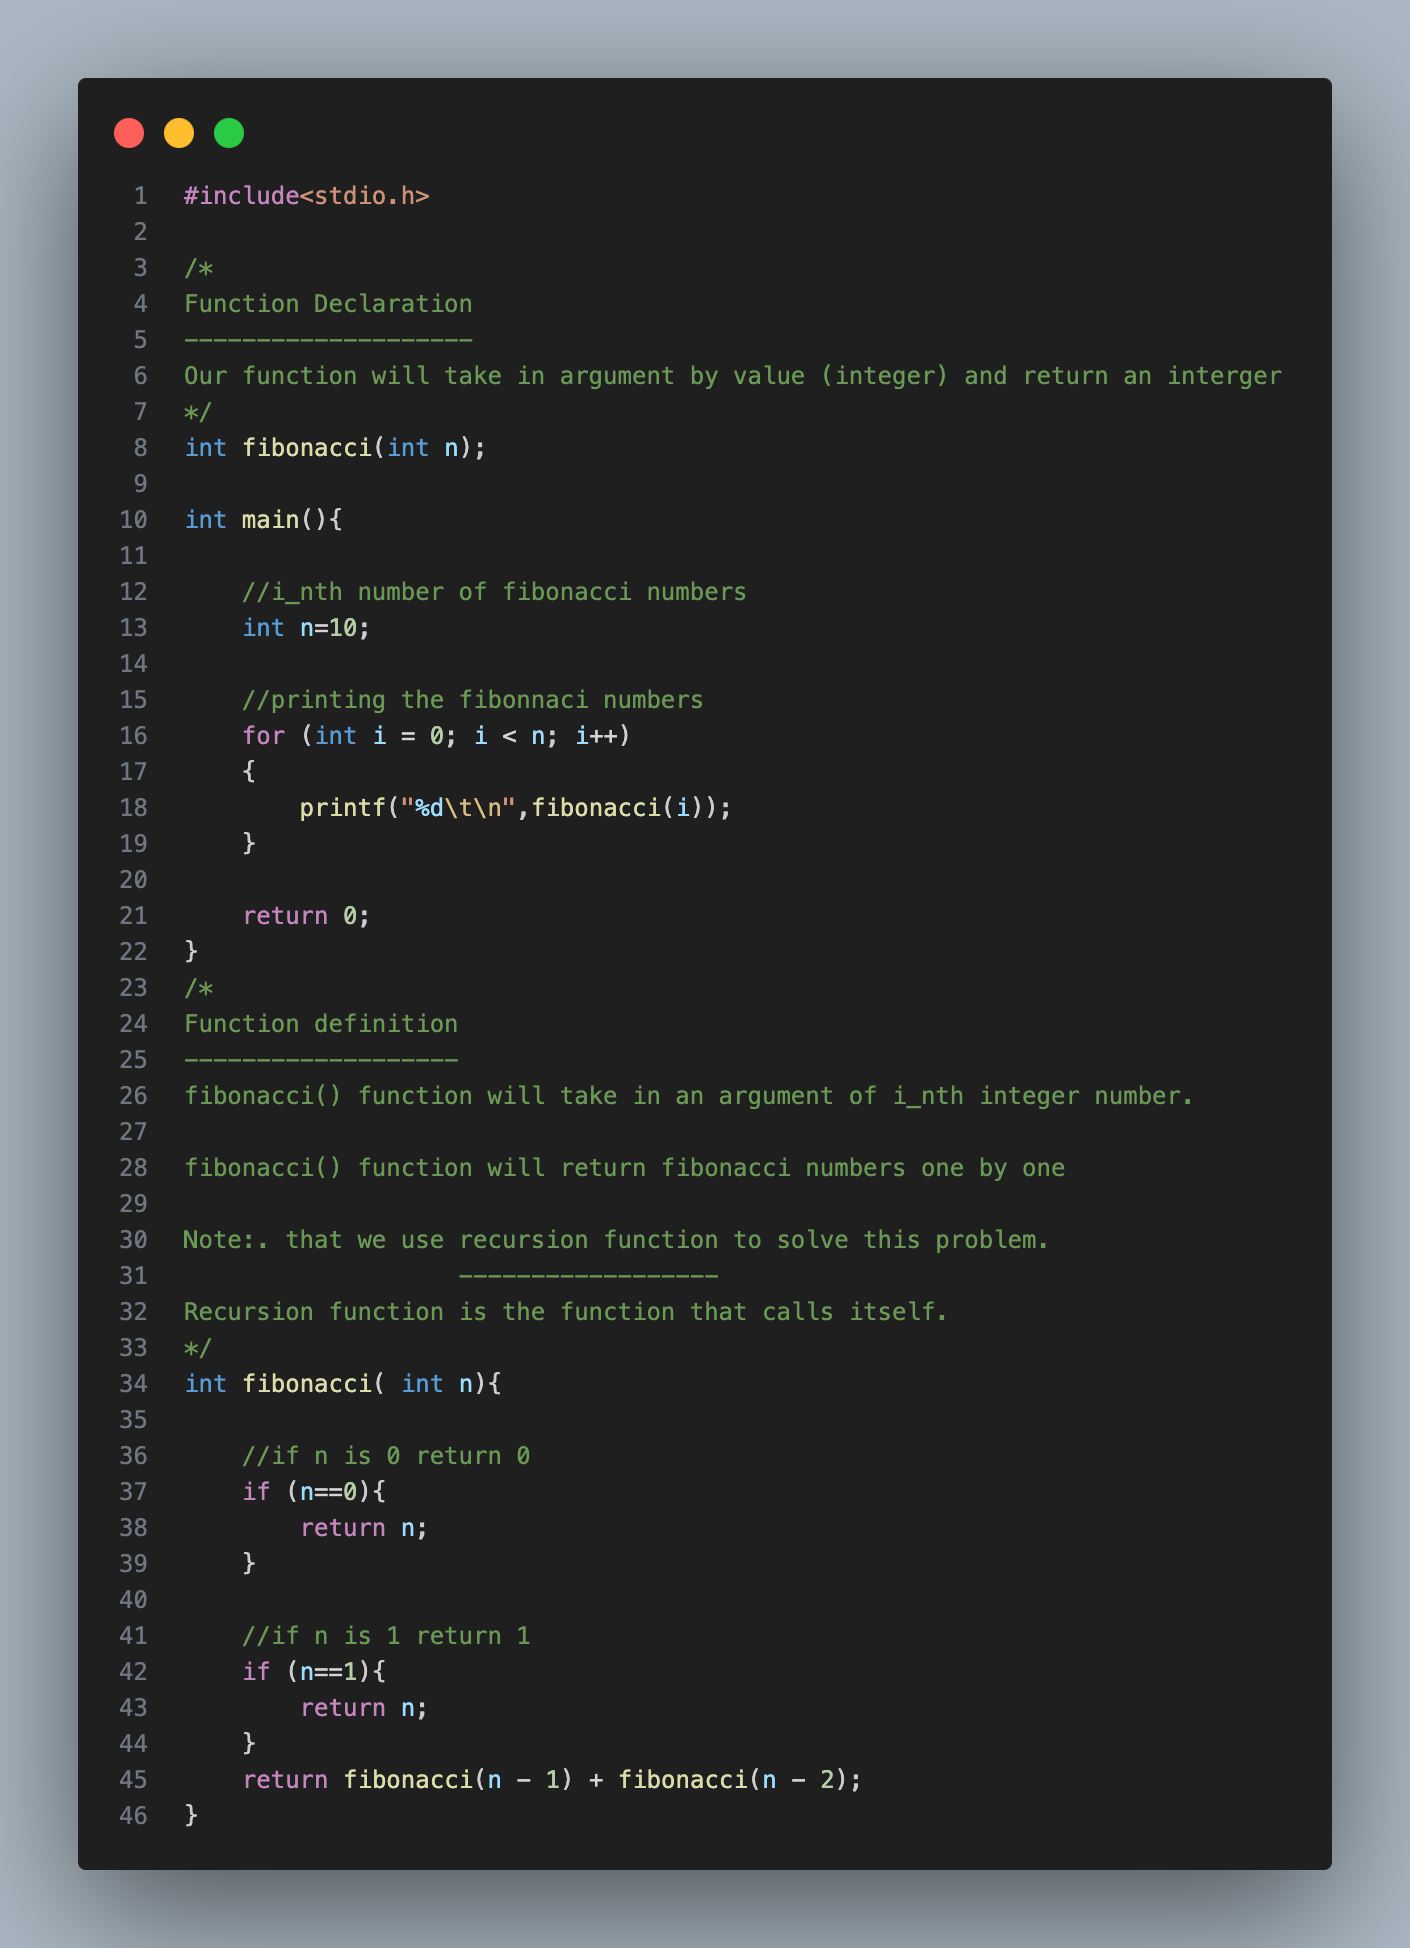 1 #include<stdio.h>
2
3 /*
4 Function Declaration
5 --------------------
6 Our function will take in argument by value (integer) and return an interger
7 */
8 int fibonacci(int n);
9
10 int main(){
11
12     //i_nth number of fibonacci numbers
13     int n=10;
14
15     //printing the fibonnaci numbers
16     for (int i = 0; i < n; i++)
17     {
18         printf("%d\t\n",fibonacci(i));
19     }
20
21     return 0;
22 }
23 /*
24 Function definition
25 -------------------
26 fibonacci() function will take in an argument of i_nth integer number.
27
28 fibonacci() function will return fibonacci numbers one by one
29
30 Note:. that we use recursion function to solve this problem.
31                    ------------------
32 Recursion function is the function that calls itself.
33 */
34 int fibonacci( int n){
35
36     //if n is 0 return 0
37     if (n==0){
38         return n;
39     }
40
41     //if n is 1 return 1
42     if (n==1){
43         return n;
44     }
45     return fibonacci(n - 1) + fibonacci(n - 2);
46 }